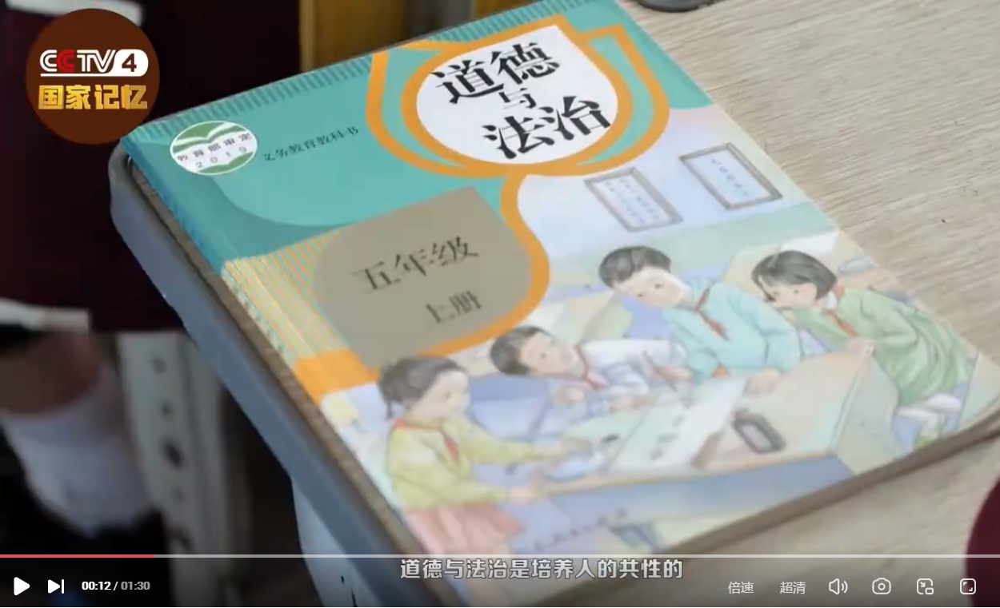 CCTV4
国家记忆
道德
与
法治
教育部审定
2019
义务教育教科书
五年级
上册
道德与法治是培养人的共性的
00:12 / 01:30
倍速
超清